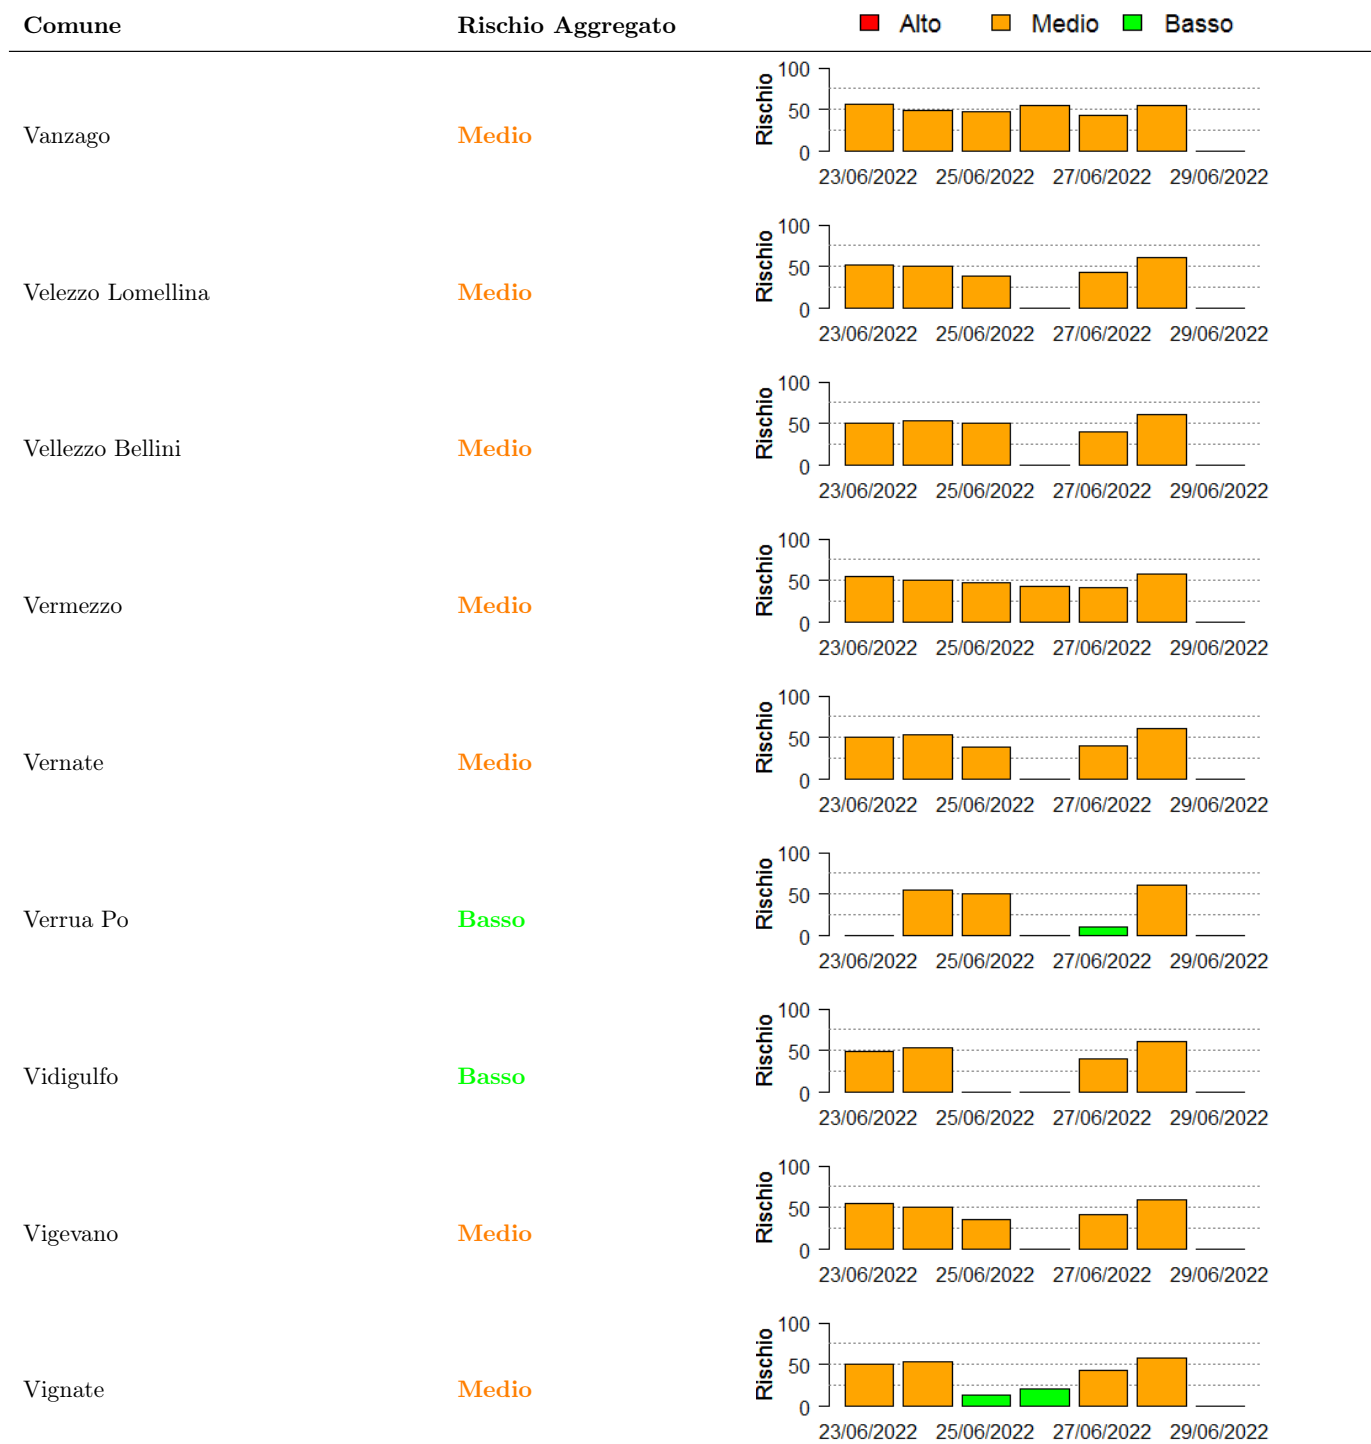 Comune Rischio Aggregato Alto Medio Basso
Vanzago Medio
Rischio
100
50
0
23/06/2022 25/06/2022 27/06/2022 29/06/2022
Velezzo Lomellina Medio
Rischio
100
50
0
23/06/2022 25/06/2022 27/06/2022 29/06/2022
Vellezzo Bellini Medio
Rischio
100
50
0
23/06/2022 25/06/2022 27/06/2022 29/06/2022
Vermezzo Medio
Rischio
100
50
0
23/06/2022 25/06/2022 27/06/2022 29/06/2022
Vernate Medio
Rischio
100
50
0
23/06/2022 25/06/2022 27/06/2022 29/06/2022
Verrua Po Basso
Rischio
100
50
0
23/06/2022 25/06/2022 27/06/2022 29/06/2022
Vidigulfo Basso
Rischio
100
50
0
23/06/2022 25/06/2022 27/06/2022 29/06/2022
Vigevano Medio
Rischio
100
50
0
23/06/2022 25/06/2022 27/06/2022 29/06/2022
Vignate Medio
Rischio
100
50
0
23/06/2022 25/06/2022 27/06/2022 29/06/2022